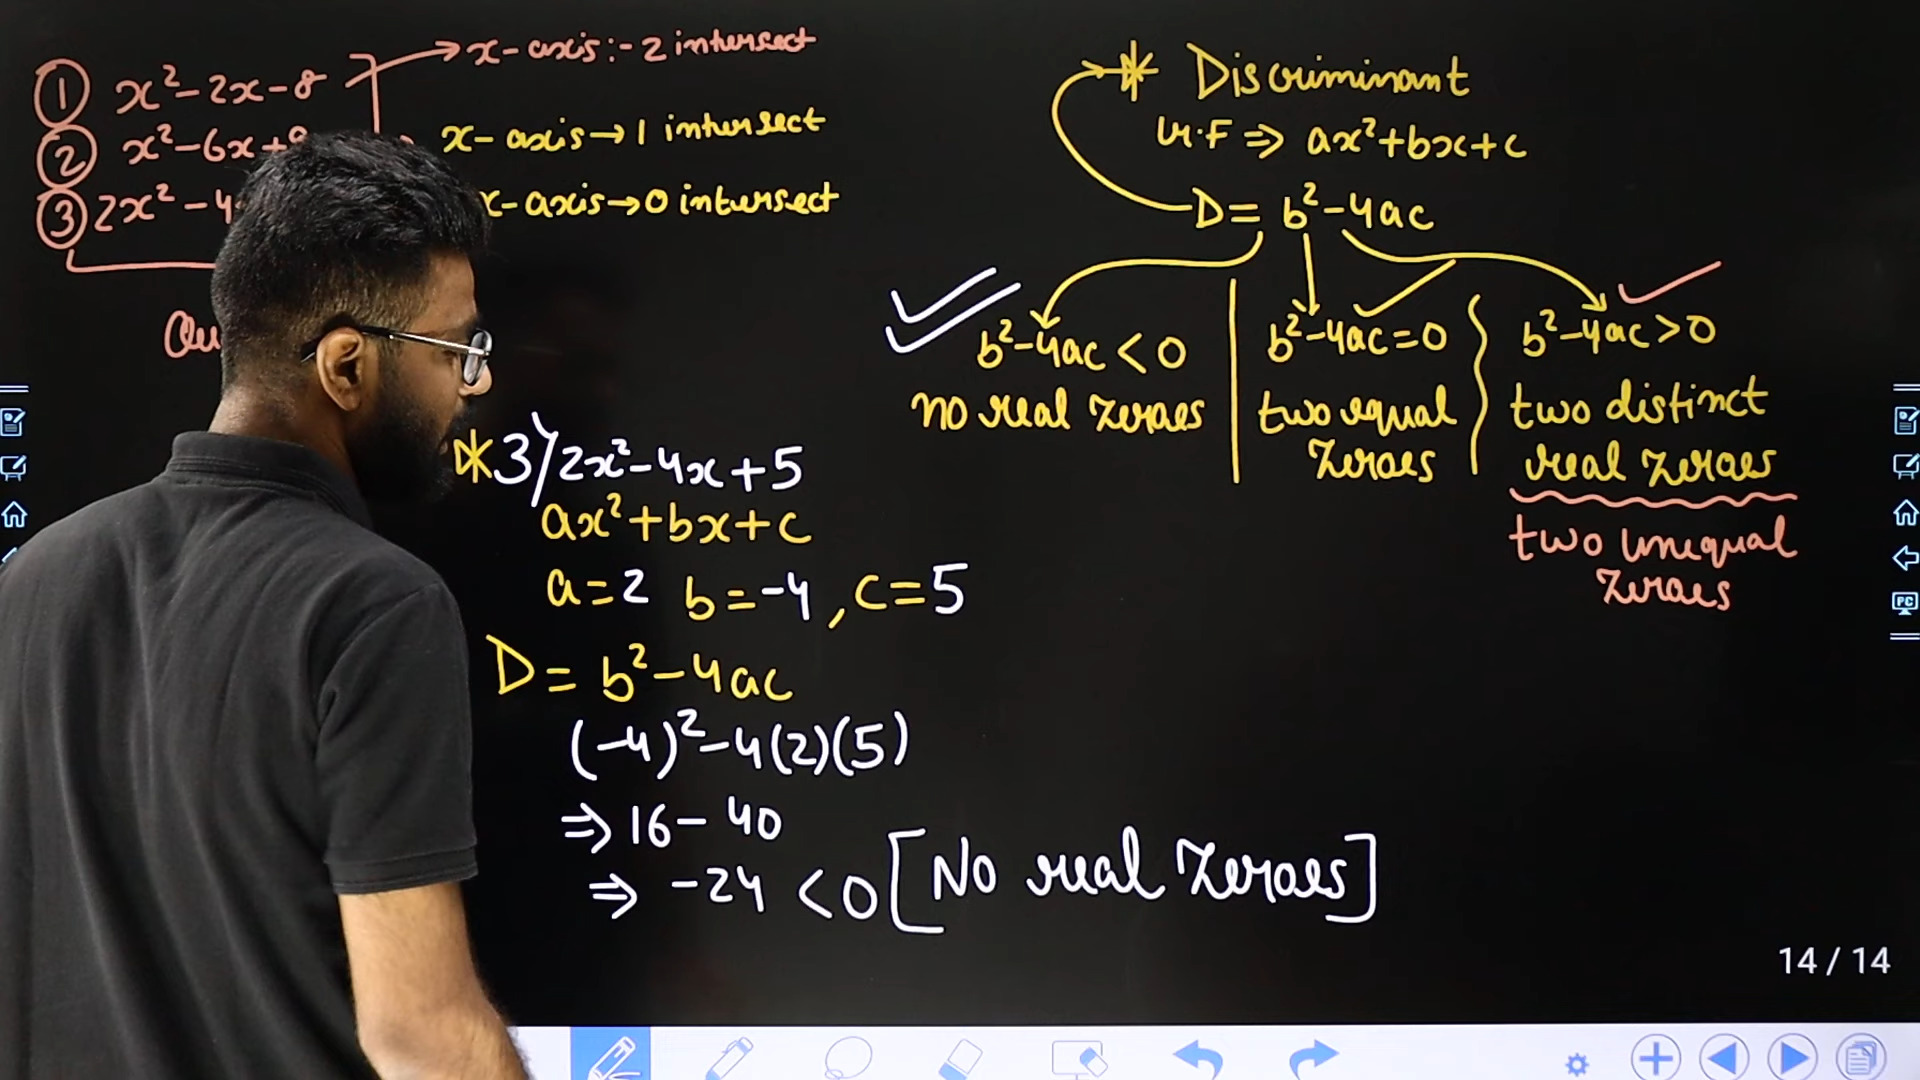 ① x²-2x-8 → x-axis:- 2 intersect
② x²-6x+ x-axis→1 intersect
③ 2x²-4 x-axis→0 intersect
* Discriminant
⇒ ax²+bx+c
D= b²-4ac
b²-4ac<0
no real zeroes
b²-4ac=0
two equal
zeroes
b²-4ac>0
two distinct
real zeroes
two unequal
zeroes
*3) 2x²-4x+5
ax²+bx+c
a=2 b=-4, c=5
D= b²-4ac
(-4)²-4(2)(5)
⇒16-40
⇒ -24 <0 [No real zeroes]
14 / 14
PC